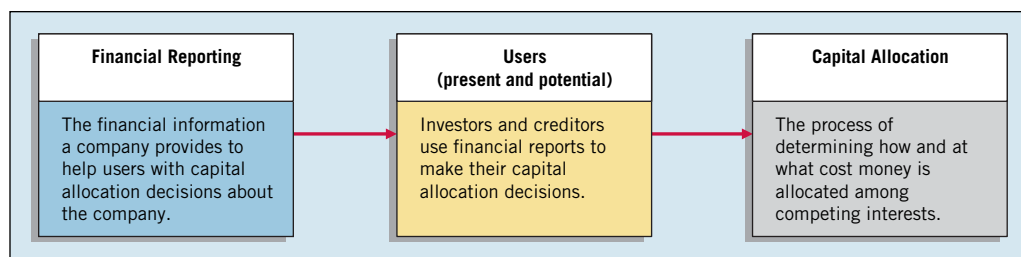 Financial Reporting
The financial information
a company provides to
help users with capital
allocation decisions about
the company.
Users
(present and potential)
Investors and creditors
use financial reports to
make their capital
allocation decisions.
Capital Allocation
The process of
determining how and at
what cost money is
allocated among
competing interests.